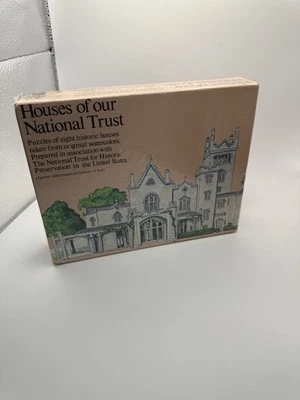 Houses of our
National Trust
Puzzles of eight historic houses
taken from original watercolors.
Prepared in association with
The National Trust for Historic
Preservation in the United States.